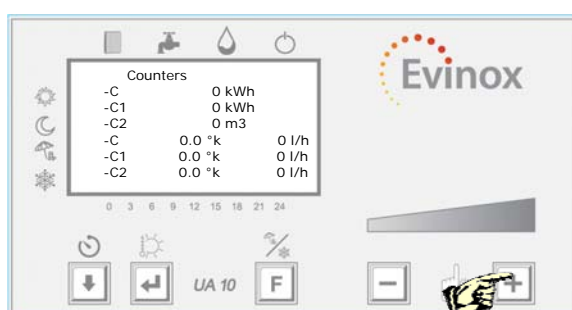 Evinox
Counters
-C 0 kWh
-C1 0 kWh
-C2 0 m3
-C 0.0 °k 0 l/h
-C1 0.0 °k 0 l/h
-C2 0.0 °k 0 l/h
0 3 6 9 12 15 18 21 24
UA 10 F